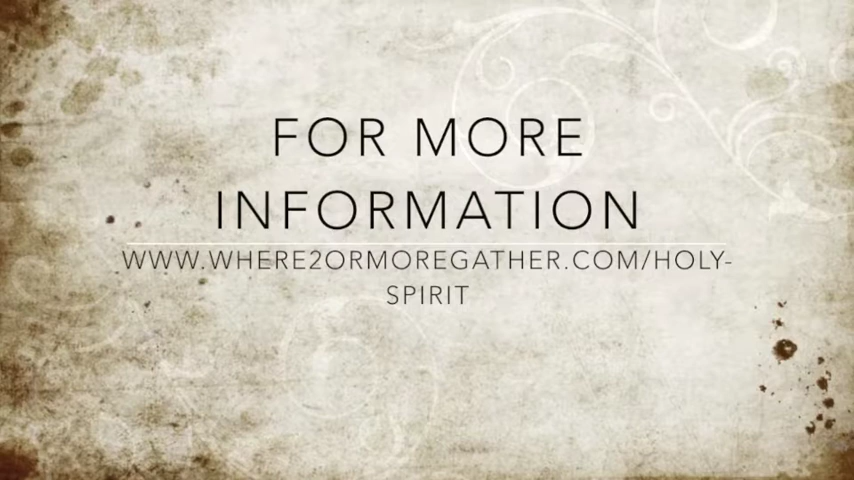 FOR MORE
INFORMATION
WWW.WHERE2ORMOREGATHER.COM/HOLY-
SPIRIT